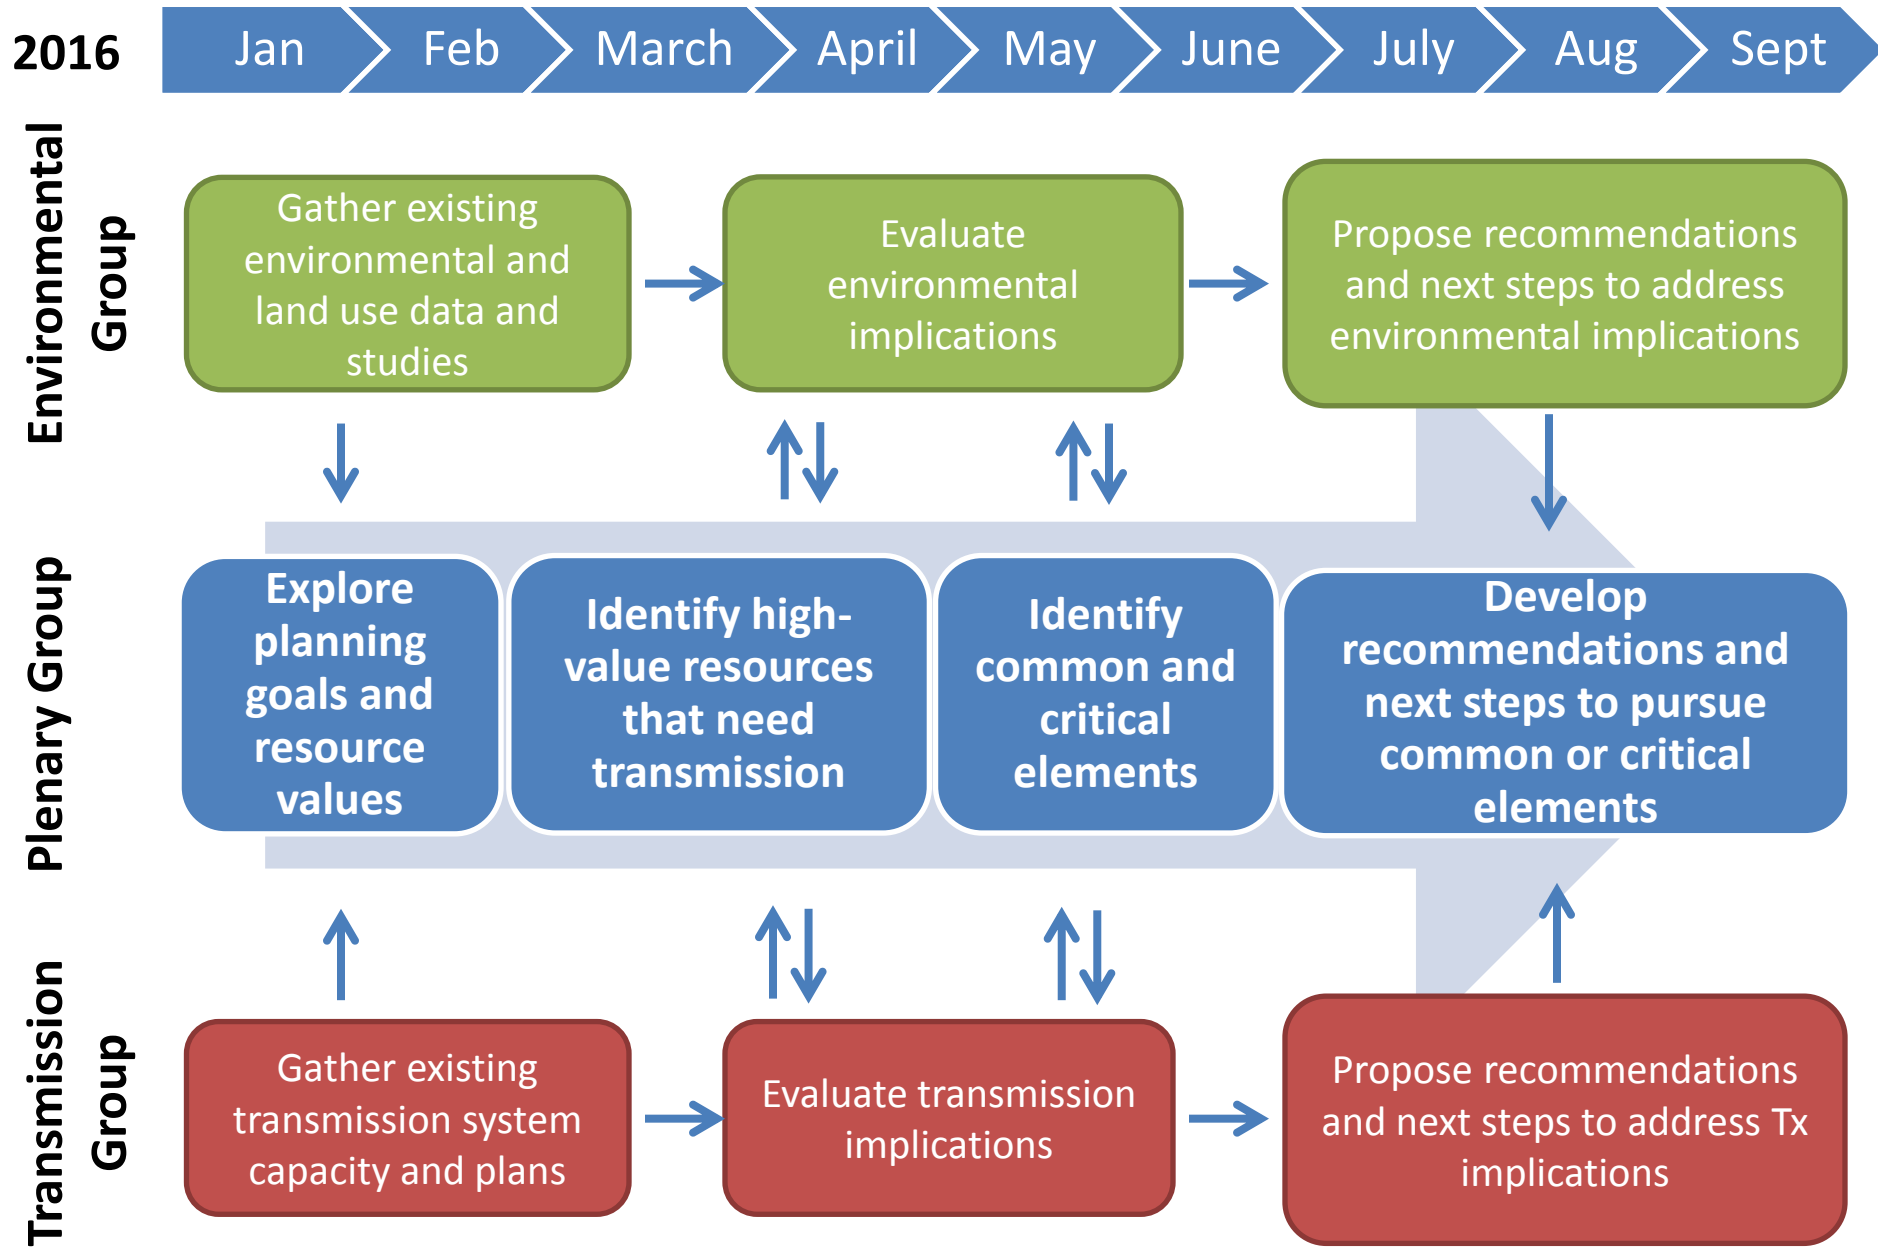 2016
Jan
Feb
March
April
May
June
July
Aug
Sept
Environmental
Group
Gather existing
environmental and
land use data and
studies
Evaluate
environmental
implications
Propose recommendations
and next steps to address
environmental implications
Plenary Group
Explore
planning
goals and
resource
values
Identify high-
value resources
that need
transmission
Identify
common and
critical
elements
Develop
recommendations and
next steps to pursue
common or critical
elements
Transmission
Group
Gather existing
transmission system
capacity and plans
Evaluate transmission
implications
Propose recommendations
and next steps to address Tx
implications